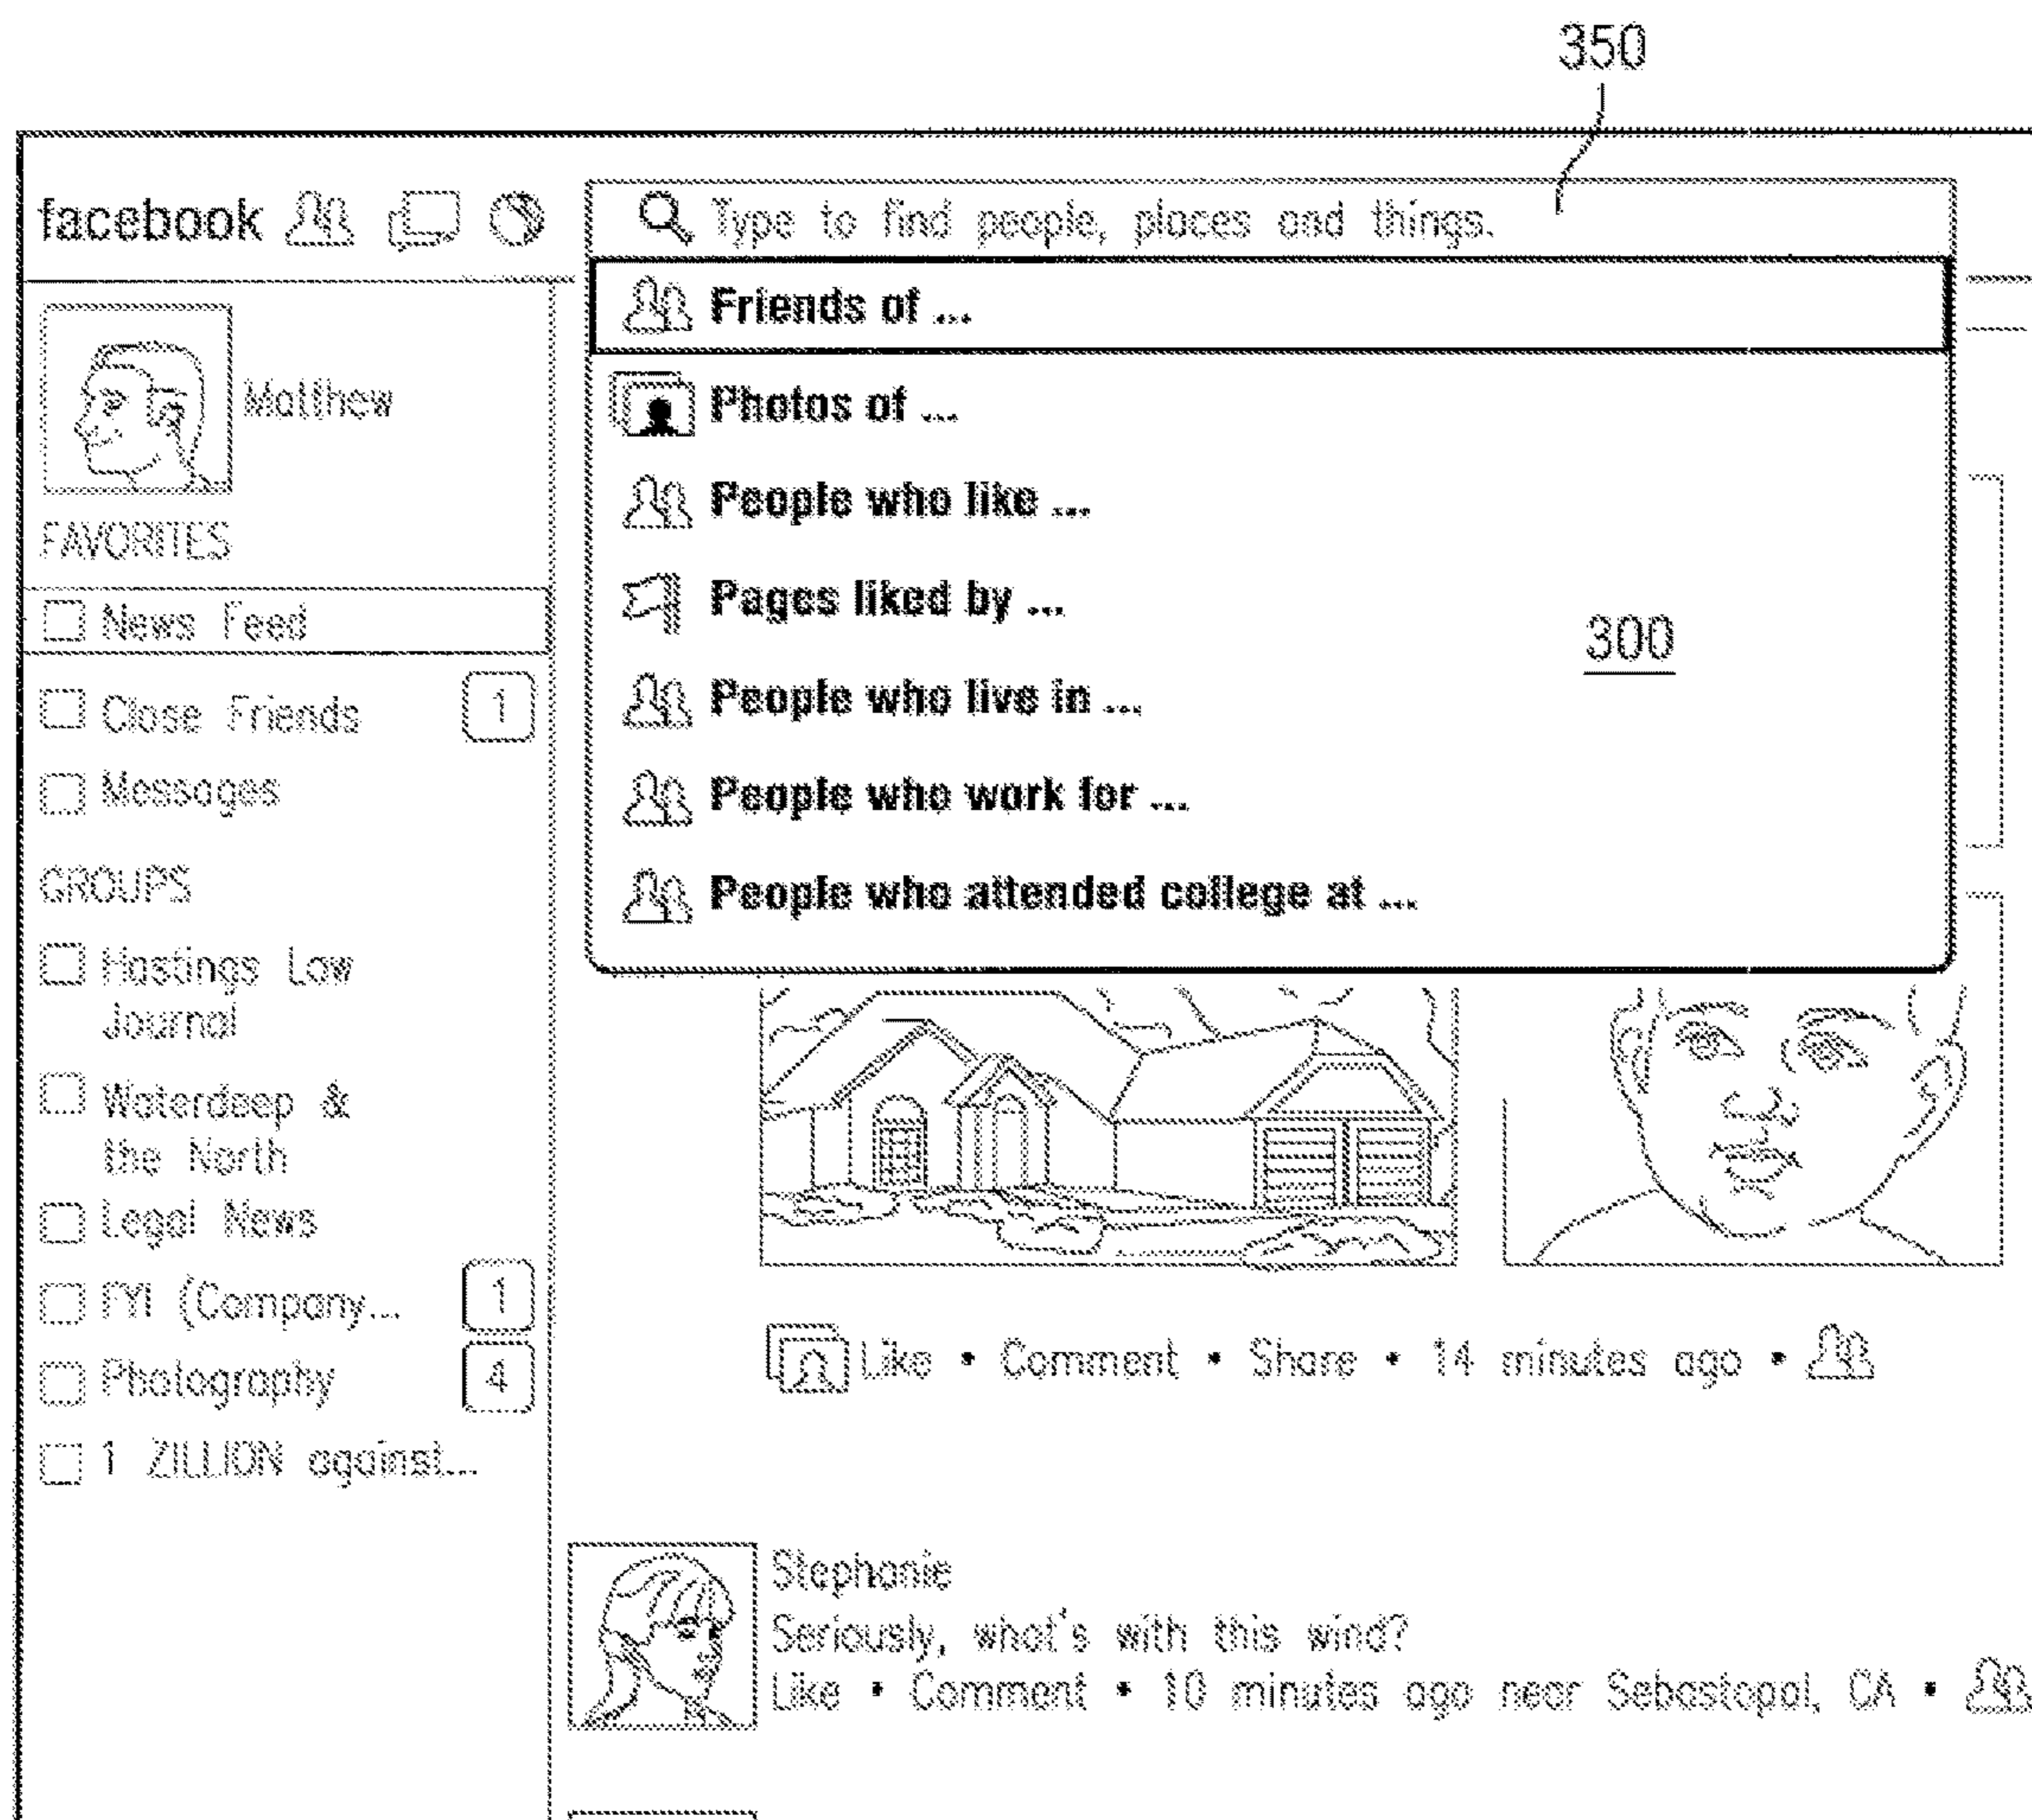 350
facebook
Type to find people, places and things.
Friends of ...
Photos of ...
People who like ...
Pages liked by ...
People who live in ...
People who work for ...
People who attended college at ...
300
Matthew
FAVORITES
News Feed
Close Friends 1
Messages
GROUPS
Hastings Law
Journal
Waterdeep &
the North
Legal News
FYI (Company... 1
Photography 4
1 ZILLION against...
Like • Comment • Share • 14 minutes ago •
Stephanie
Seriously, what's with this wind?
Like • Comment • 10 minutes ago near Sebastopol, CA •